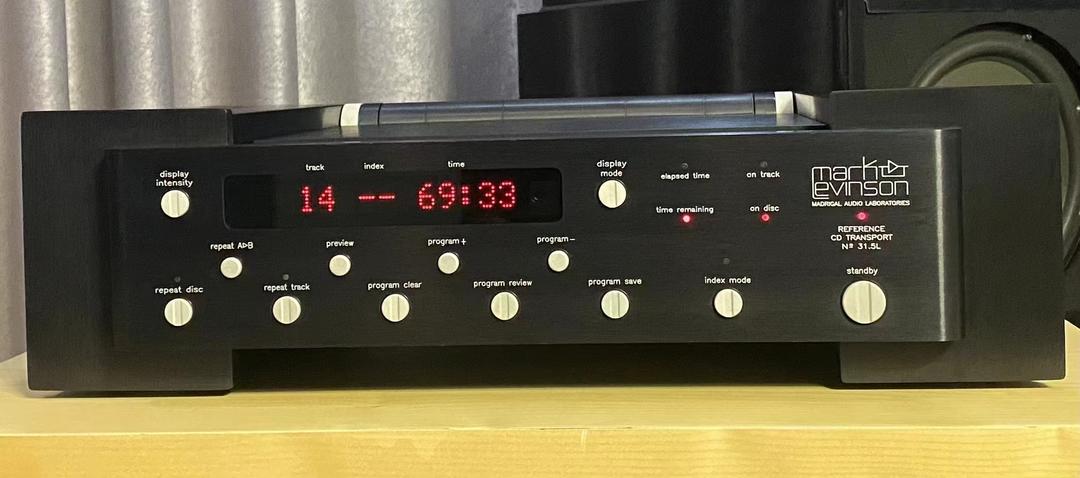 display
intensity
track index time
14 -- 69:33
display
mode
elapsed time
on track
time remaining
on disc
mark
Levinson
MADRIGAL AUDIO LABORATORIES
REFERENCE
CD TRANSPORT
Nº 31.5L
repeat A▷B
preview
program+
program−
repeat disc
repeat track
program clear
program review
program save
index mode
standby